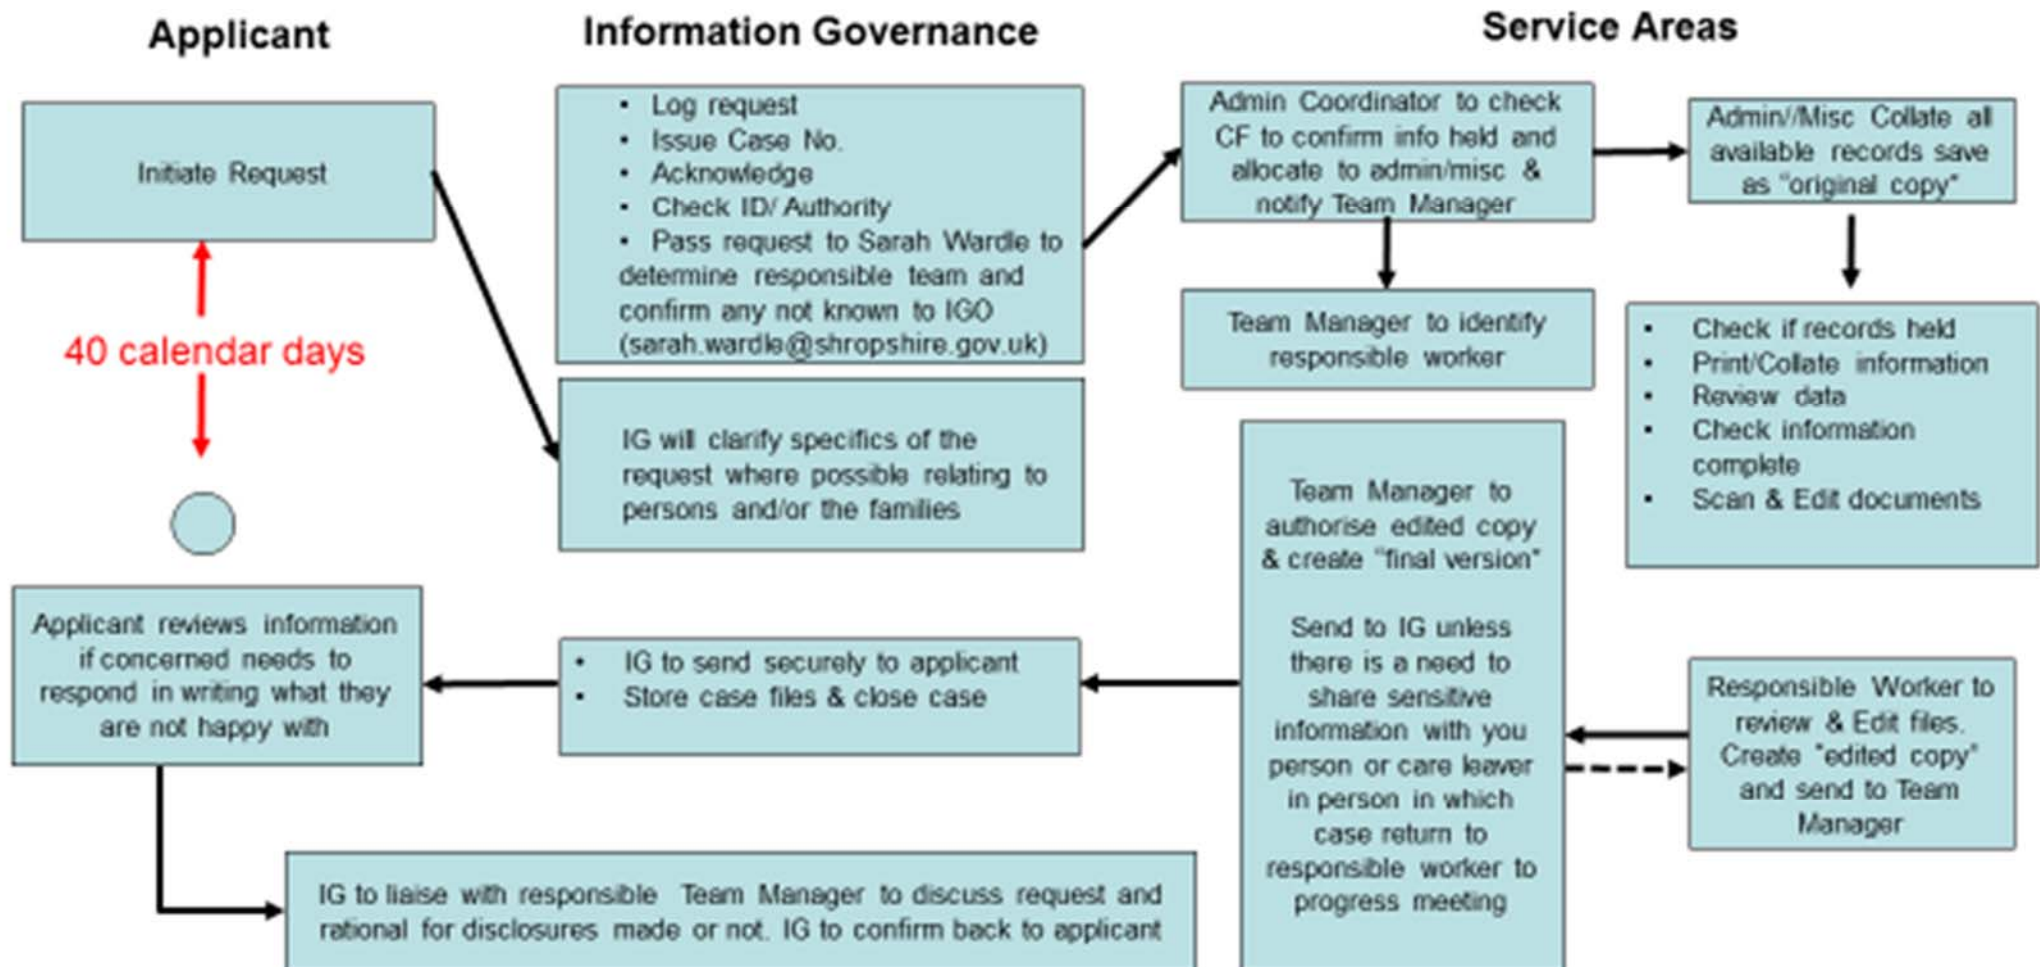 Applicant
Information Governance
Service Areas
Initiate Request
40 calendar days
• Log request
• Issue Case No.
• Acknowledge
• Check ID/ Authority
• Pass request to Sarah Wardle to
determine responsible team and
confirm any not known to IGO
(sarah.wardle@shropshire.gov.uk)
IG will clarify specifics of the
request where possible relating to
persons and/or the families
Admin Coordinator to check
CF to confirm info held and
allocate to admin/misc &
notify Team Manager
Admin//Misc Collate all
available records save
as "original copy"
Team Manager to identify
responsible worker
• Check if records held
• Print/Collate information
• Review data
• Check information
complete
• Scan & Edit documents
Responsible Worker to
review & Edit files.
Create "edited copy"
and send to Team
Manager
Team Manager to
authorise edited copy
& create "final version"
Send to IG unless
there is a need to
share sensitive
information with you
person or care leaver
in person in which
case return to
responsible worker to
progress meeting
• IG to send securely to applicant
• Store case files & close case
Applicant reviews information
if concerned needs to
respond in writing what they
are not happy with
IG to liaise with responsible Team Manager to discuss request and
rational for disclosures made or not. IG to confirm back to applicant